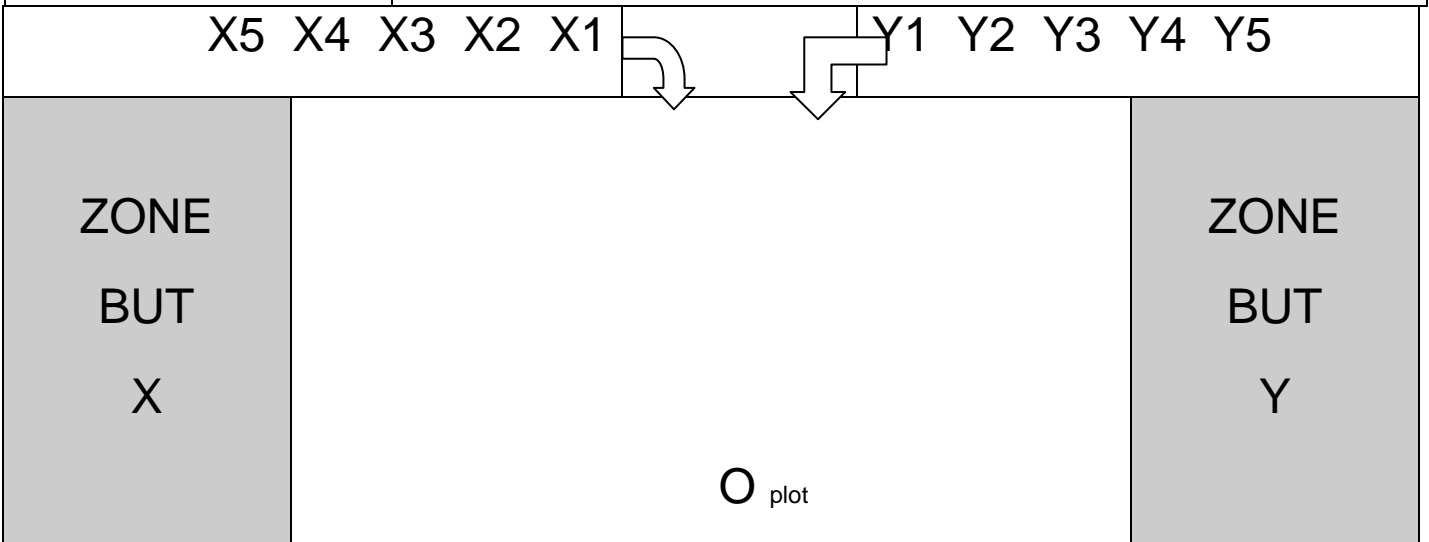 X5 X4 X3 X2 X1
Y1 Y2 Y3 Y4 Y5
ZONE
BUT
X
ZONE
BUT
Y
O plot